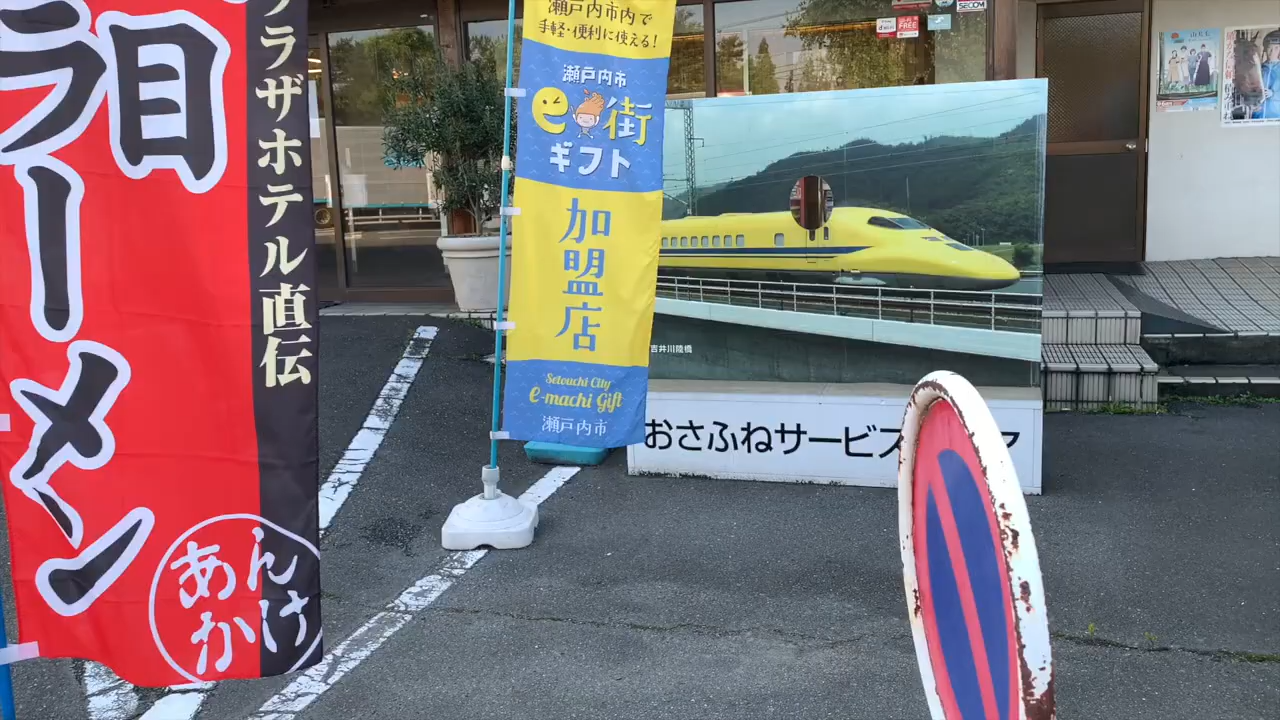 目
ラーメン
プラザホテル直伝
あんかけ
瀬戸内市内で
手軽・便利に使える!
瀬戸内市
e街
ギフト
加盟店
Setouchi City
e-machi Gift
瀬戸内市
吉井川陸橋
おさふねサービス
SECOM
FREE